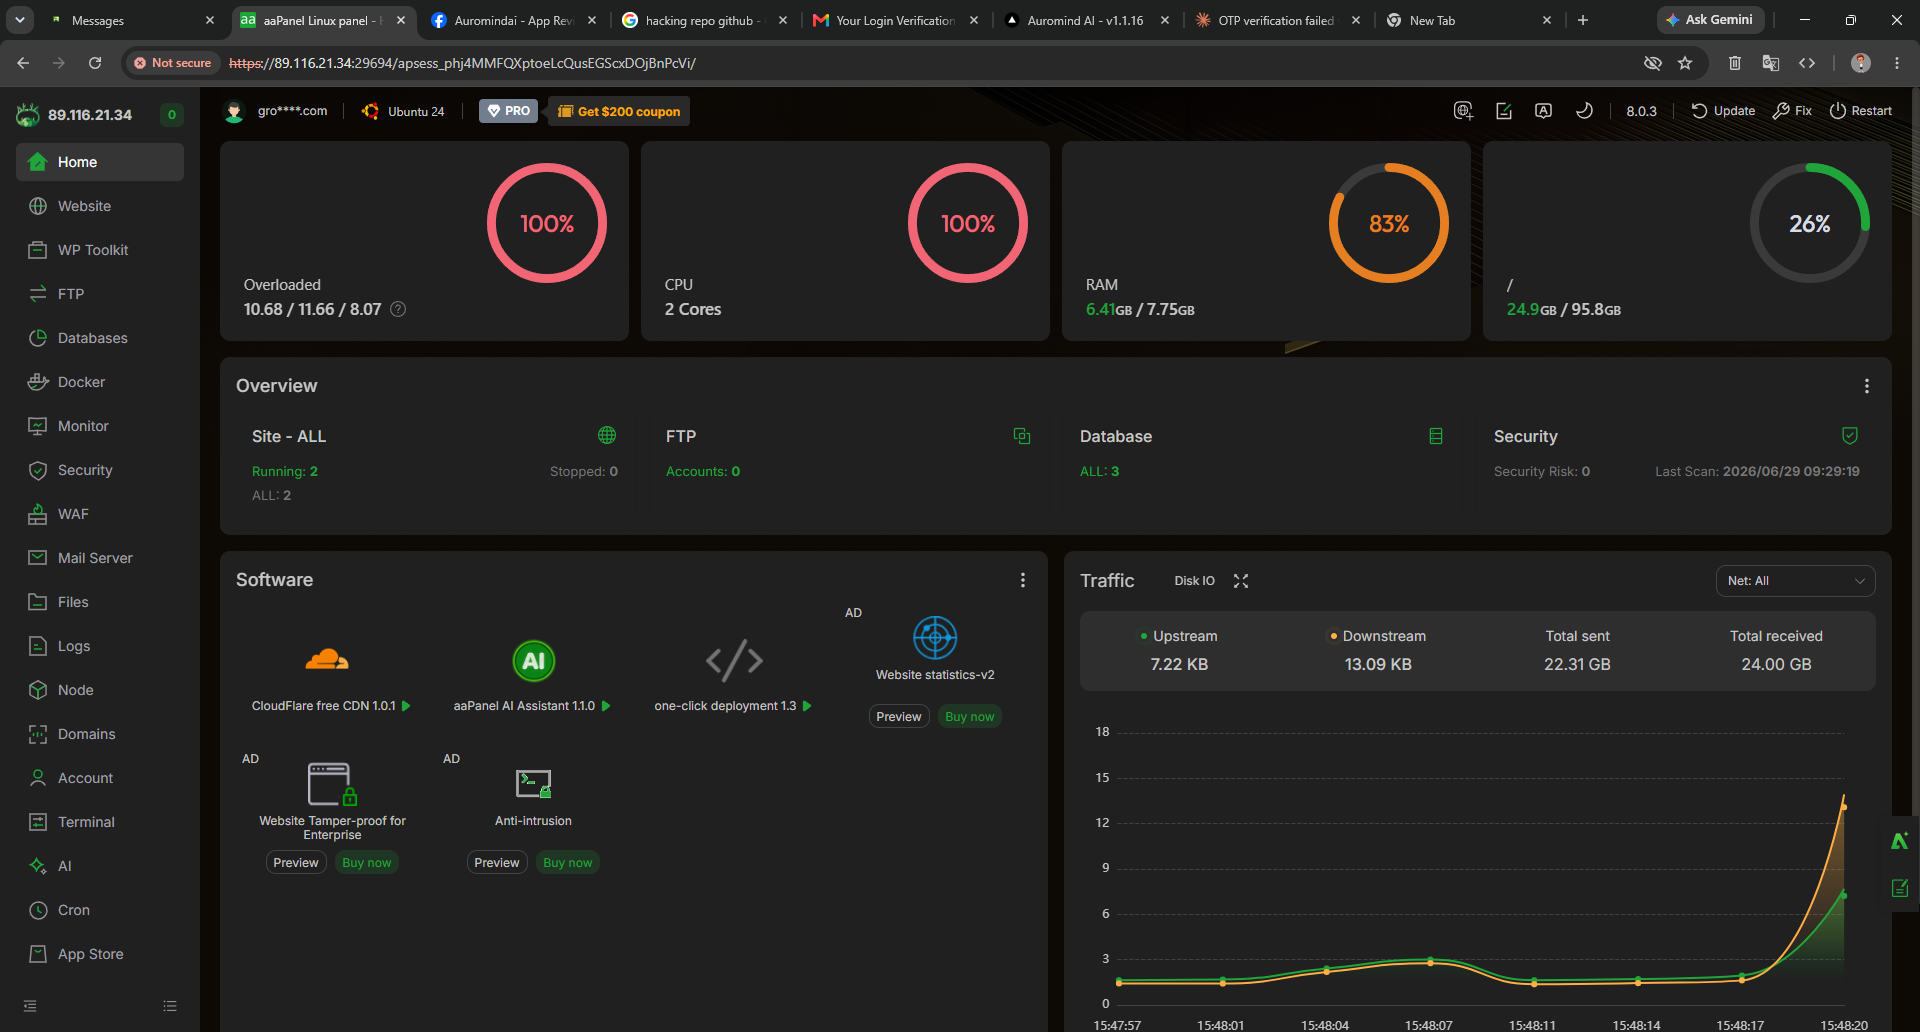 Messages
aaPanel Linux panel -
Auromindai - App Rev
hacking repo github -
Your Login Verification
Auromind AI - v1.1.16
OTP verification failed
New Tab
Ask Gemini
Not secure
https://89.116.21.34:29694/apsess_phj4MMFQXptoeLcQusEGScxDOjBnPcVi/
89.116.21.34
0
gro****.com
Ubuntu 24
PRO
Get $200 coupon
8.0.3
Update
Fix
Restart
Home
Website
WP Toolkit
FTP
Databases
Docker
Monitor
Security
WAF
Mail Server
Files
Logs
Node
Domains
Account
Terminal
AI
Cron
App Store
100%
Overloaded
10.68 / 11.66 / 8.07
100%
CPU
2 Cores
83%
RAM
6.41GB / 7.75GB
26%
/
24.9GB / 95.8GB
Overview
Site - ALL
Running: 2
Stopped: 0
ALL: 2
FTP
Accounts: 0
Database
ALL: 3
Security
Security Risk: 0
Last Scan: 2026/06/29 09:29:19
Software
AI
CloudFlare free CDN 1.0.1
aaPanel AI Assistant 1.1.0
one-click deployment 1.3
AD
Website statistics-v2
Preview
Buy now
AD
Website Tamper-proof for
Enterprise
Preview
Buy now
AD
Anti-intrusion
Preview
Buy now
Traffic
Disk IO
Net: All
Upstream
7.22 KB
Downstream
13.09 KB
Total sent
22.31 GB
Total received
24.00 GB
18
15
12
9
6
3
0
15:47:57
15:48:01
15:48:04
15:48:07
15:48:11
15:48:14
15:48:17
15:48:20